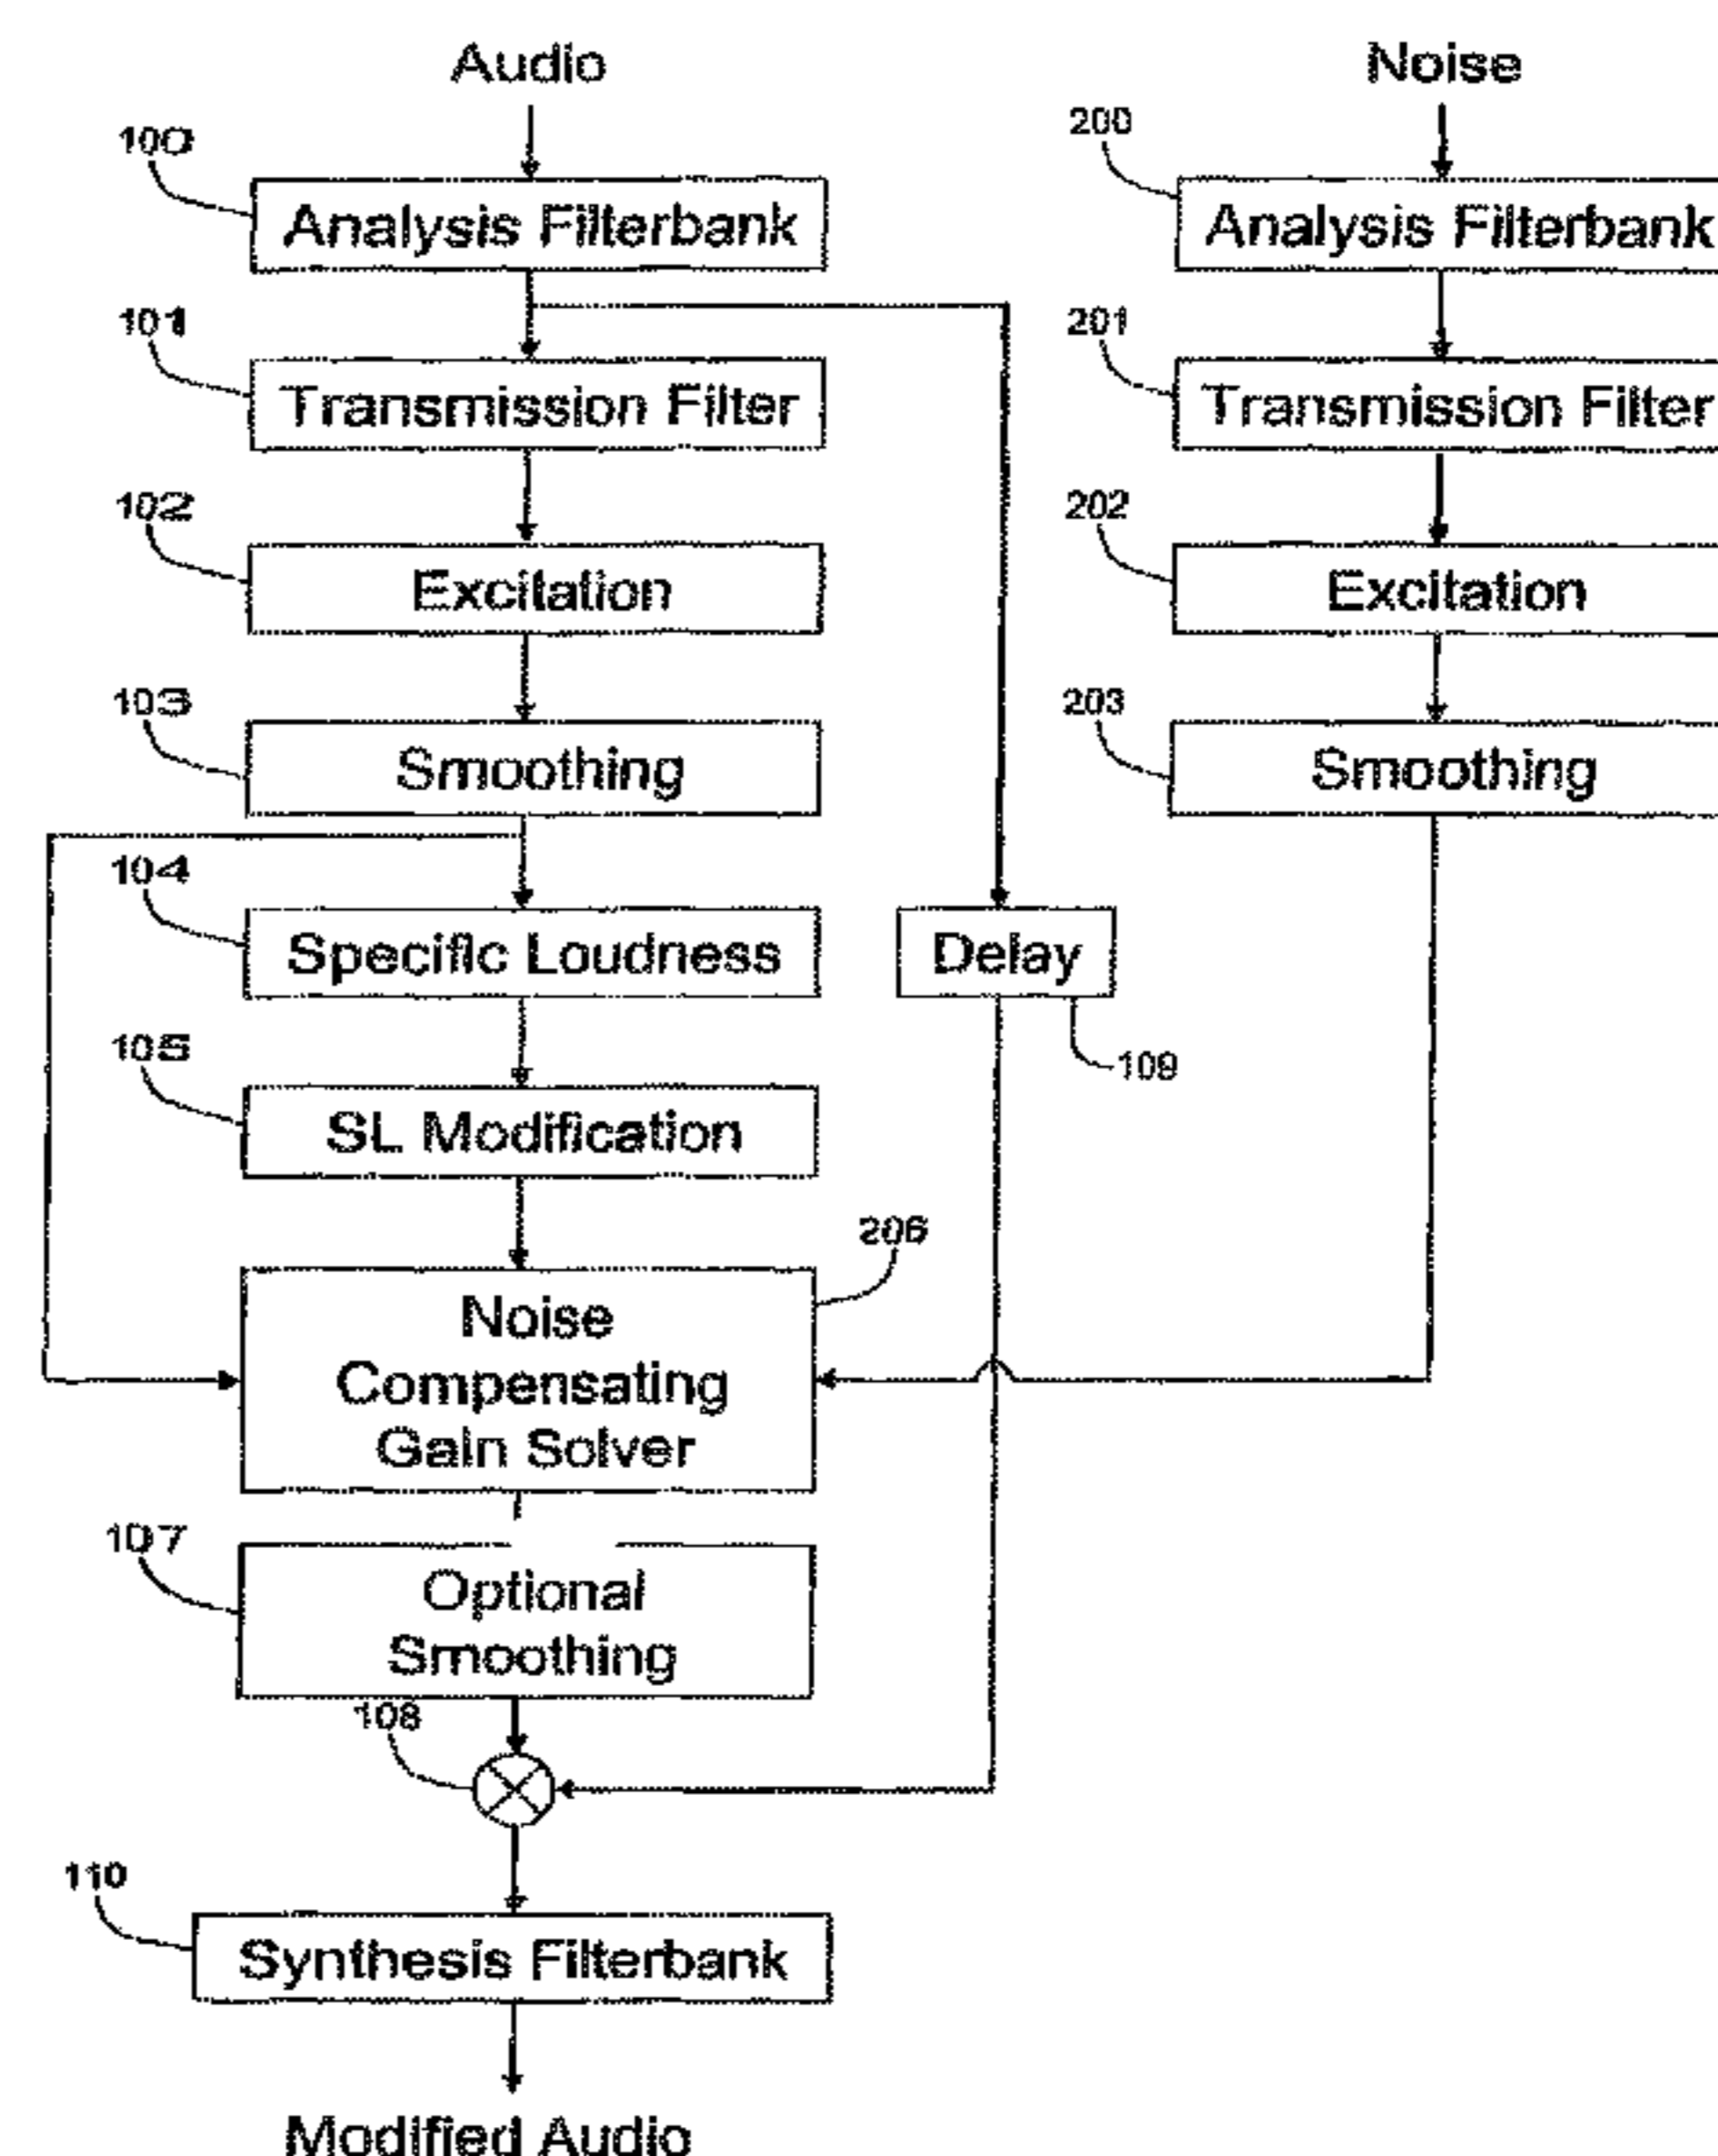 Audio
100
Analysis Filterbank
101
Transmission Filter
102
Excitation
103
Smoothing
104
Specific Loudness
105
SL Modification
206
Noise
Compensating
Gain Solver
107
Optional
Smoothing
108
110
Synthesis Filterbank
Modified Audio
Delay
109
Noise
200
Analysis Filterbank
201
Transmission Filter
202
Excitation
203
Smoothing